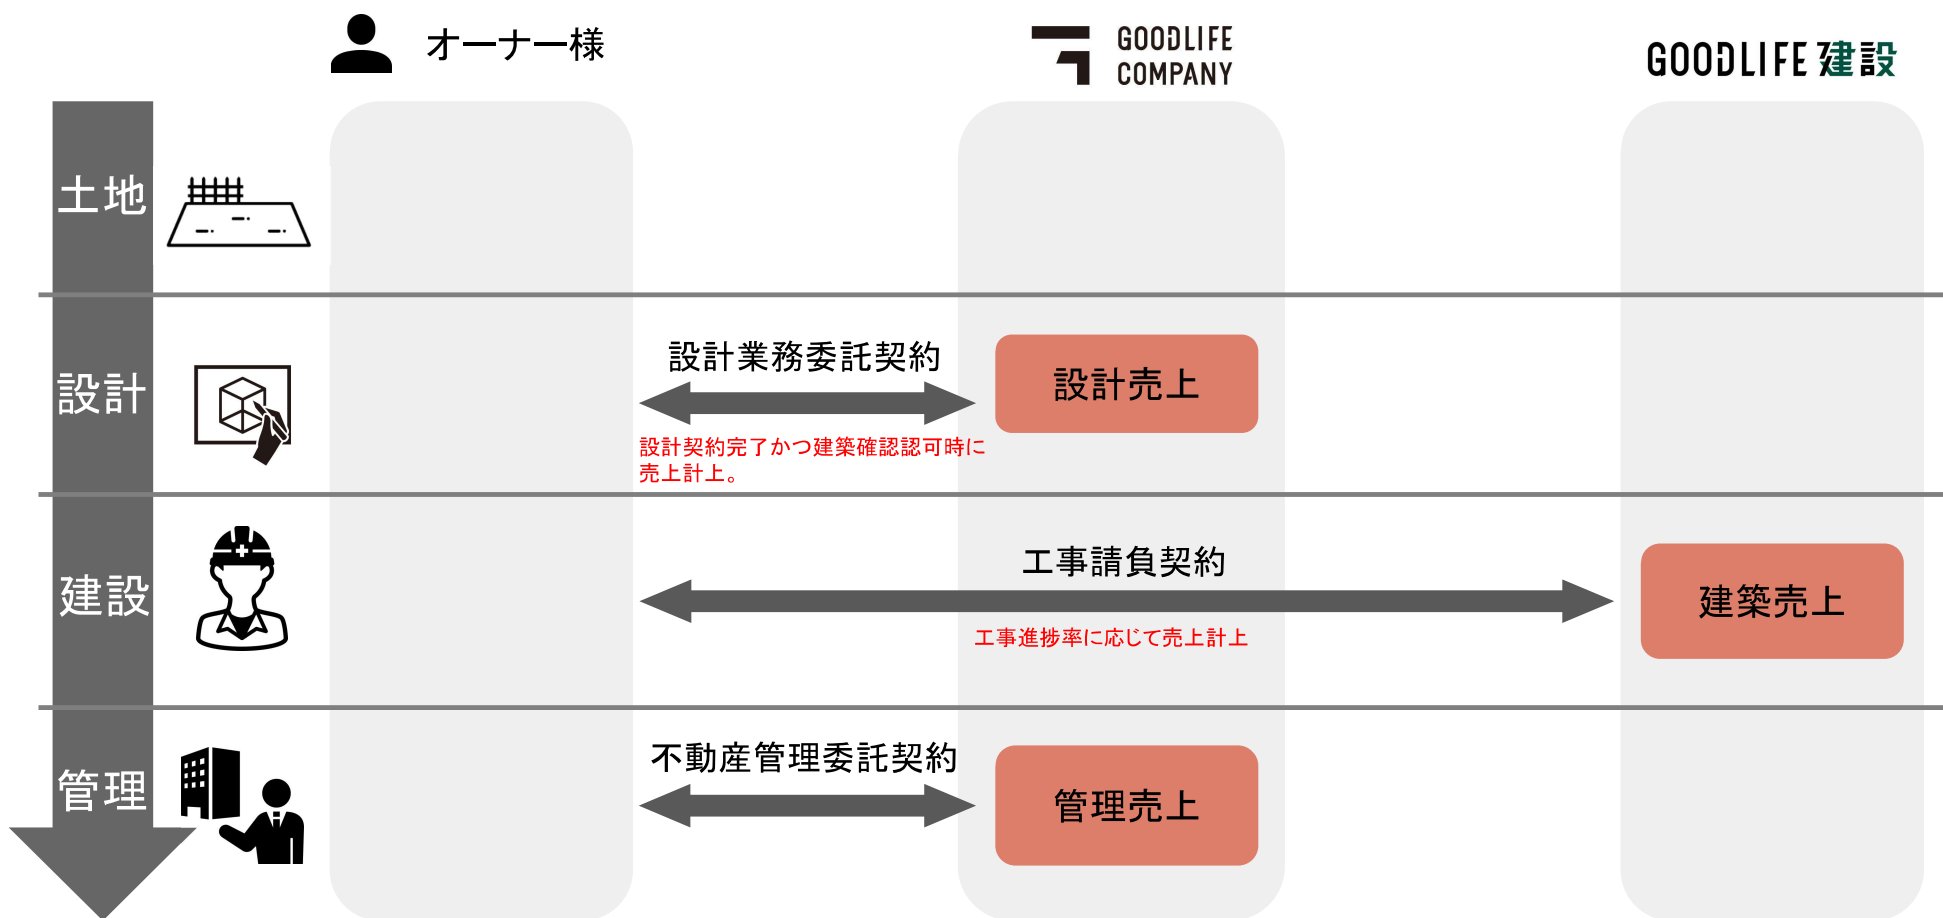 オーナー様
GOODLIFE
COMPANY
GOODLIFE 建設
土地
設計
設計業務委託契約
設計売上
設計契約完了かつ建築確認認可時に
売上計上。
建設
工事請負契約
建築売上
工事進捗率に応じて売上計上
管理
不動産管理委託契約
管理売上